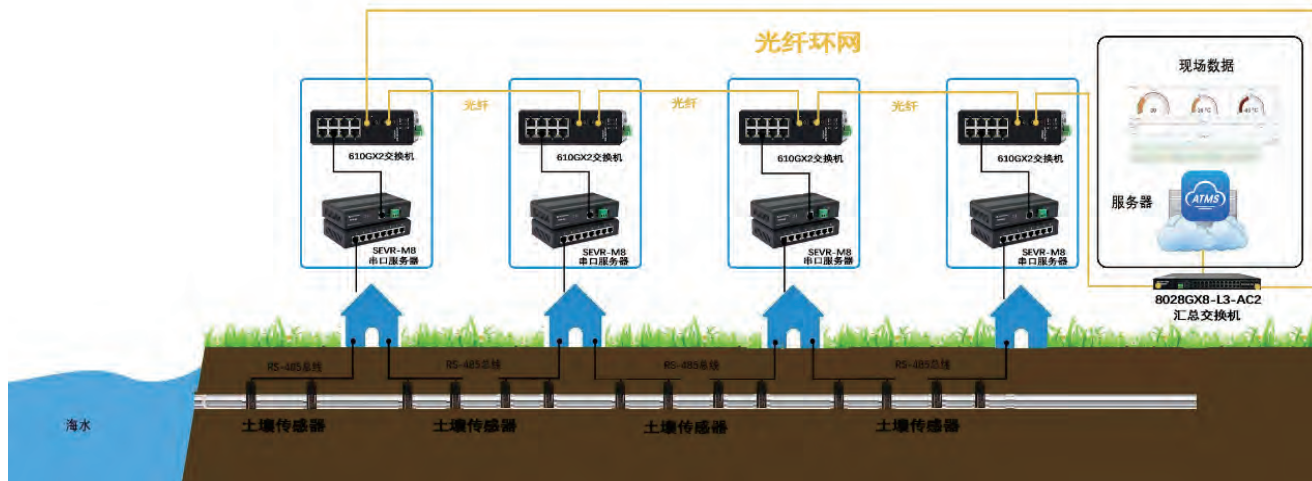 光纤环网
现场数据
光纤
光纤
光纤
610GX2交换机
610GX2交换机
610GX2交换机
610GX2交换机
服务器
ATMS
SEVR-M8
串口服务器
SEVR-M8
串口服务器
SEVR-M8
串口服务器
SEVR-M8
串口服务器
8028GX8-L3-AC2
汇总交换机
RS-485总线
RS-485总线
RS-485总线
RS-485总线
海水
土壤传感器
土壤传感器
土壤传感器
土壤传感器